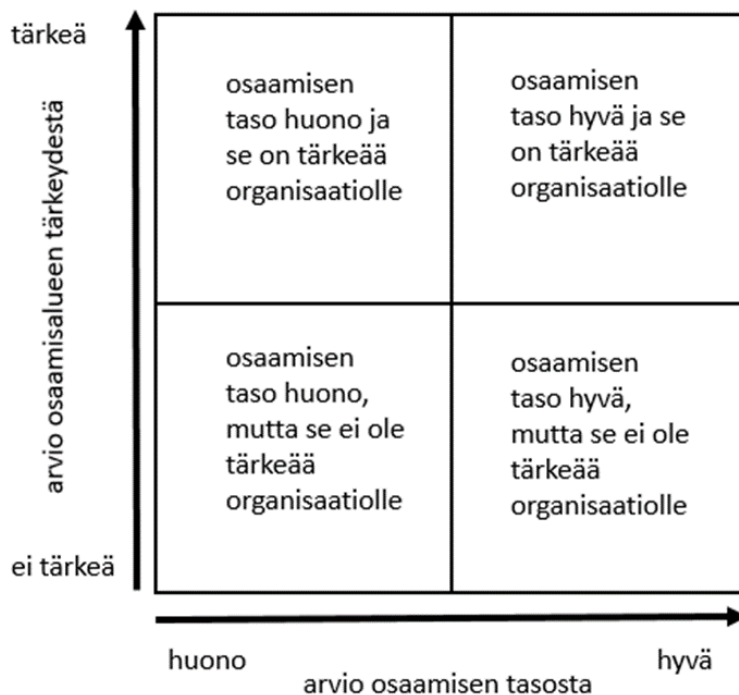 tärkeä
arvio osaamisalueen tärkeydestä
ei tärkeä
osaamisen
taso huono ja
se on tärkeää
organisaatiolle
osaamisen
taso hyvä ja se
on tärkeää
organisaatiolle
osaamisen
taso huono,
mutta se ei ole
tärkeää
organisaatiolle
osaamisen
taso hyvä,
mutta se ei ole
tärkeää
organisaatiolle
huono
arvio osaamisen tasosta
hyvä